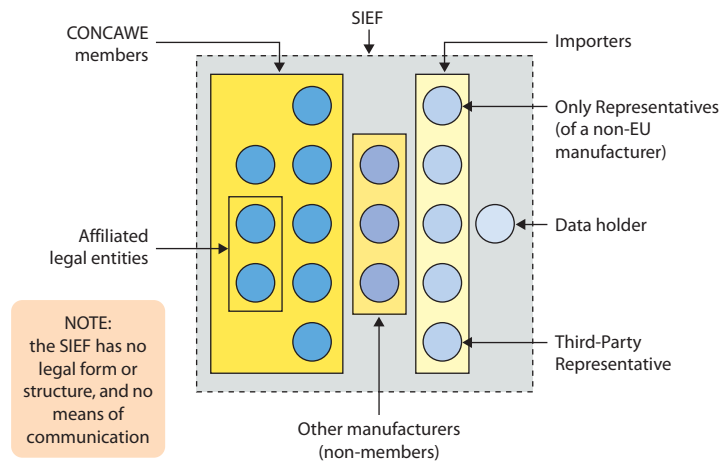 CONCAWE
members
SIEF
Importers
Only Representatives
(of a non-EU
manufacturer)
Affiliated
legal entities
Data holder
NOTE:
the SIEF has no
legal form or
structure, and no
means of
communication
Third-Party
Representative
Other manufacturers
(non-members)